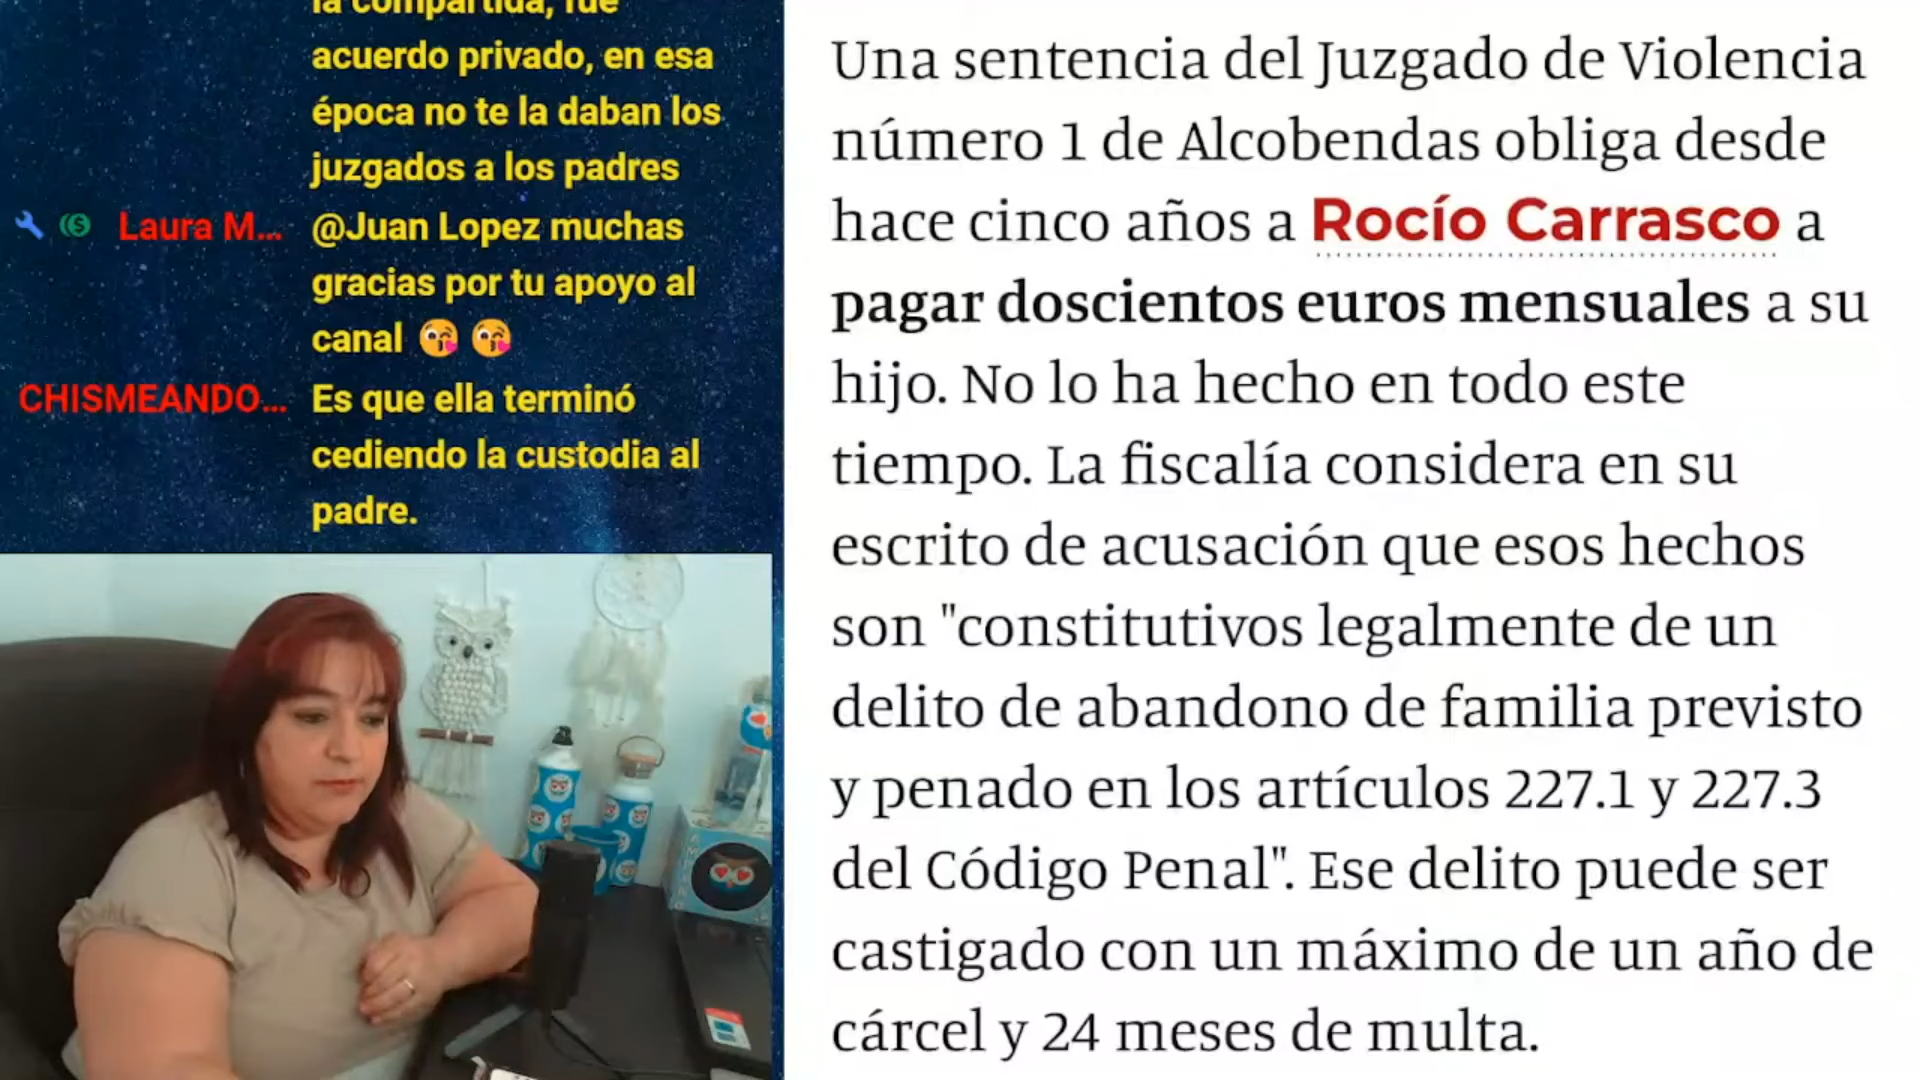 la compartida, fue
acuerdo privado, en esa
época no te la daban los
juzgados a los padres
Laura M... @Juan Lopez muchas
gracias por tu apoyo al
canal 😘 😘
CHISMEANDO... Es que ella terminó
cediendo la custodia al
padre.
Una sentencia del Juzgado de Violencia
número 1 de Alcobendas obliga desde
hace cinco años a Rocío Carrasco a
pagar doscientos euros mensuales a su
hijo. No lo ha hecho en todo este
tiempo. La fiscalía considera en su
escrito de acusación que esos hechos
son "constitutivos legalmente de un
delito de abandono de familia previsto
y penado en los artículos 227.1 y 227.3
del Código Penal". Ese delito puede ser
castigado con un máximo de un año de
cárcel y 24 meses de multa.